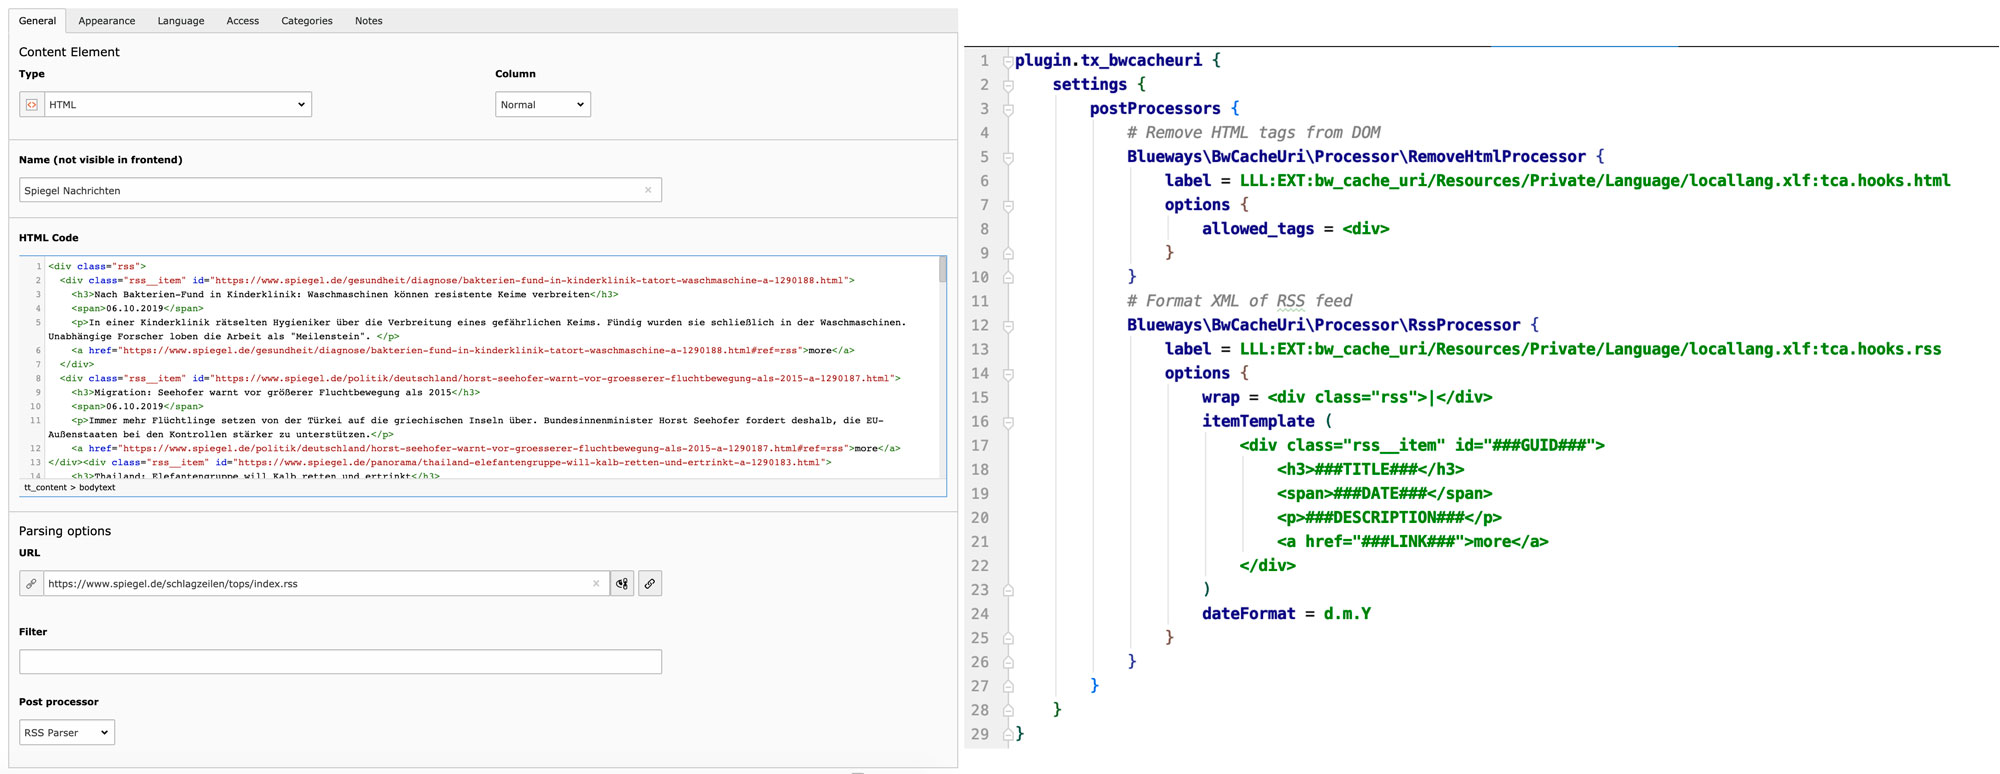 General Appearance Language Access Categories Notes
Content Element
Type Column
HTML Normal
Name (not visible in frontend)
Spiegel Nachrichten
HTML Code
1 <div class="rss">
2 <div class="rss__item" id="https://www.spiegel.de/gesundheit/diagnose/bakterien-fund-in-kinderklinik-tatort-waschmaschine-a-1290188.html">
3 <h3>Nach Bakterien-Fund in Kinderklinik: Waschmaschinen können resistente Keime verbreiten</h3>
4 <span>06.10.2019</span>
5 <p>In einer Kinderklinik rätselten Hygieniker über die Verbreitung eines gefährlichen Keims. Fündig wurden sie schließlich in der Waschmaschinen.
Unabhängige Forscher loben die Arbeit als "Meilenstein". </p>
6 <a href="https://www.spiegel.de/gesundheit/diagnose/bakterien-fund-in-kinderklinik-tatort-waschmaschine-a-1290188.html#ref=rss">more</a>
7 </div>
8 <div class="rss__item" id="https://www.spiegel.de/politik/deutschland/horst-seehofer-warnt-vor-groesserer-fluchtbewegung-als-2015-a-1290187.html">
9 <h3>Migration: Seehofer warnt vor größerer Fluchtbewegung als 2015</h3>
10 <span>06.10.2019</span>
11 <p>Immer mehr Flüchtlinge setzen von der Türkei auf die griechischen Inseln über. Bundesinnenminister Horst Seehofer fordert deshalb, die EU-
Außenstaaten bei den Kontrollen stärker zu unterstützen.</p>
12 <a href="https://www.spiegel.de/politik/deutschland/horst-seehofer-warnt-vor-groesserer-fluchtbewegung-als-2015-a-1290187.html#ref=rss">more</a>
13 </div><div class="rss__item" id="https://www.spiegel.de/panorama/thailand-elefantengruppe-will-kalb-retten-und-ertrinkt-a-1290183.html">
14 <h3>Thailand: Elefantengruppe will Kalb retten und ertrinkt</h3>
tt_content > bodytext
Parsing options
URL
https://www.spiegel.de/schlagzeilen/tops/index.rss
Filter
Post processor
RSS Parser
1 plugin.tx_bwcacheuri {
2 settings {
3 postProcessors {
4 # Remove HTML tags from DOM
5 Blueways\BwCacheUri\Processor\RemoveHtmlProcessor {
6 label = LLL:EXT:bw_cache_uri/Resources/Private/Language/locallang.xlf:tca.hooks.html
7 options {
8 allowed_tags = <div>
9 }
10 }
11 # Format XML of RSS feed
12 Blueways\BwCacheUri\Processor\RssProcessor {
13 label = LLL:EXT:bw_cache_uri/Resources/Private/Language/locallang.xlf:tca.hooks.rss
14 options {
15 wrap = <div class="rss">|</div>
16 itemTemplate (
17 <div class="rss__item" id="###GUID###">
18 <h3>###TITLE###</h3>
19 <span>###DATE###</span>
20 <p>###DESCRIPTION###</p>
21 <a href="###LINK###">more</a>
22 </div>
23 )
24 dateFormat = d.m.Y
25 }
26 }
27 }
28 }
29 }